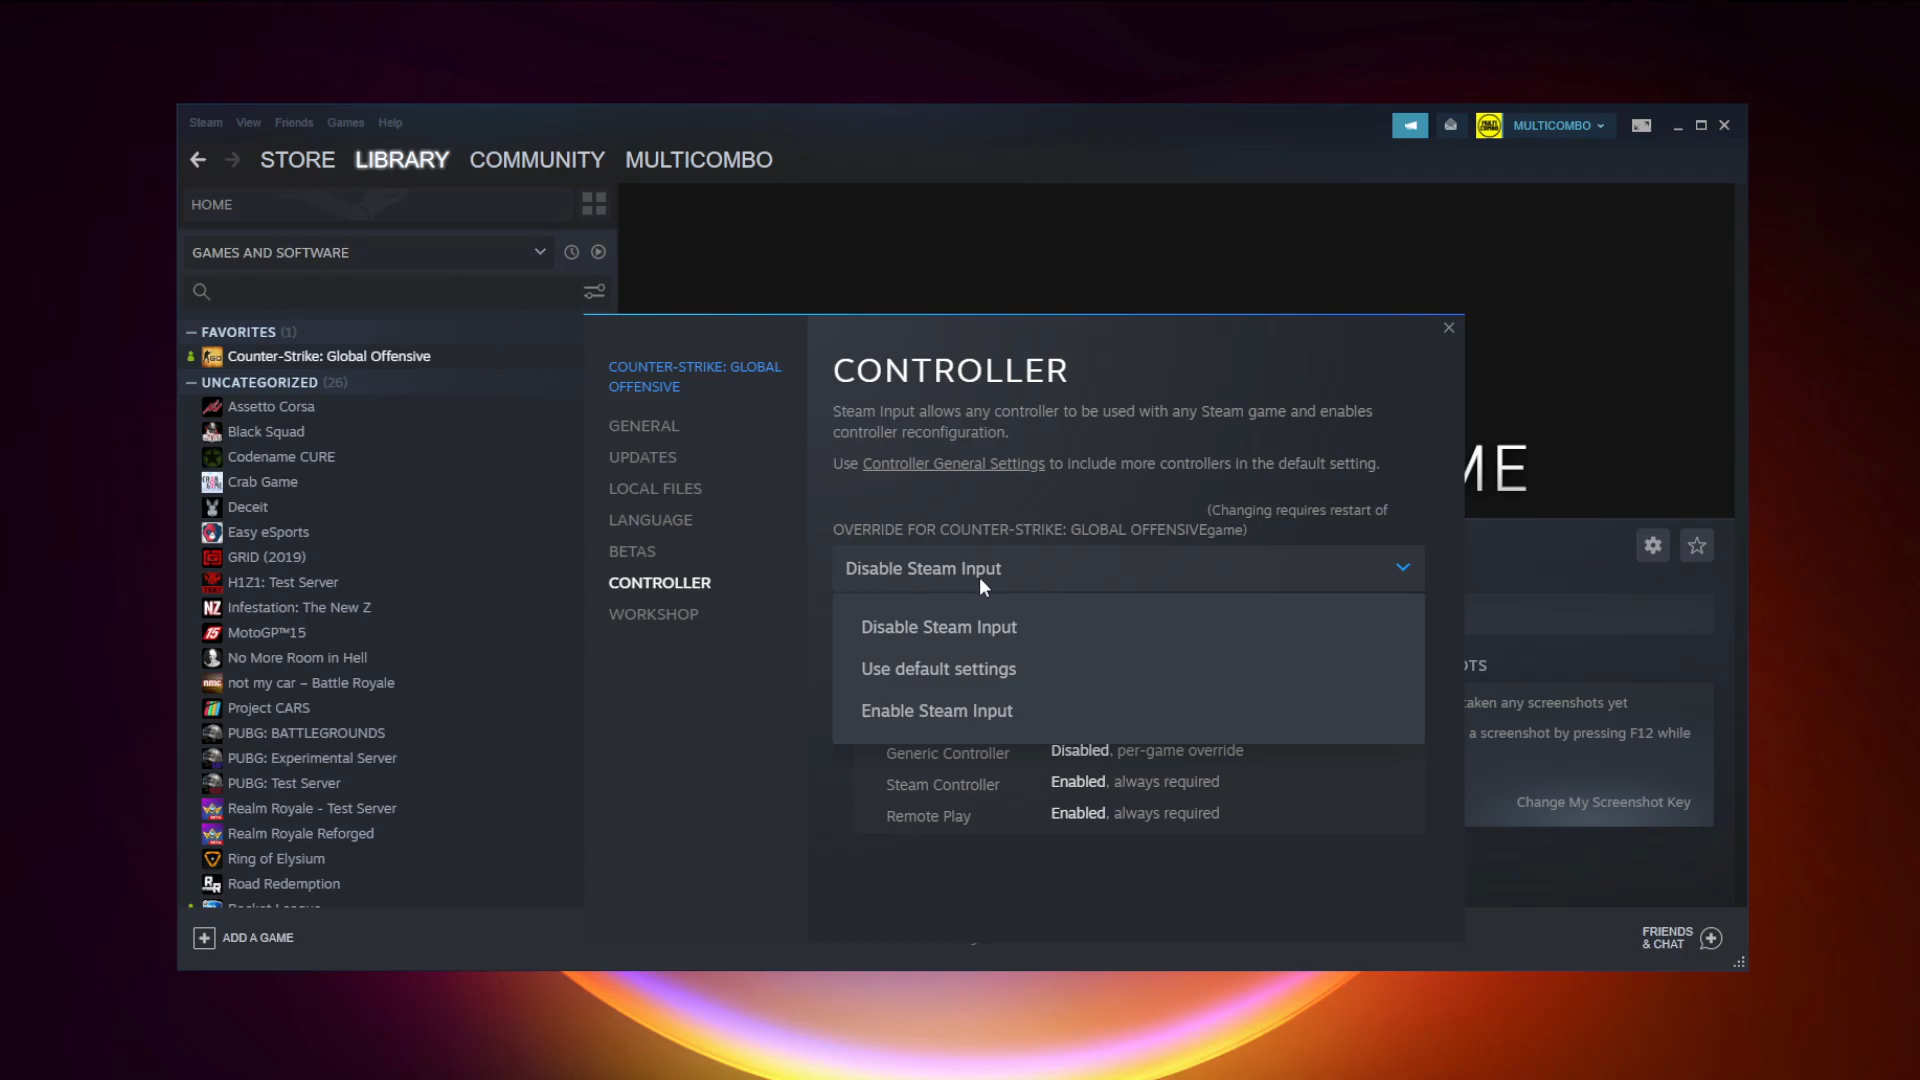 Steam View Friends Games Help
MULTICOMBO
STORE LIBRARY COMMUNITY MULTICOMBO
HOME
GAMES AND SOFTWARE
FAVORITES (1)
Counter-Strike: Global Offensive
UNCATEGORIZED (26)
Assetto Corsa
Black Squad
Codename CURE
Crab Game
Deceit
Easy eSports
GRID (2019)
H1Z1: Test Server
Infestation: The New Z
MotoGP™15
No More Room in Hell
not my car – Battle Royale
Project CARS
PUBG: BATTLEGROUNDS
PUBG: Experimental Server
PUBG: Test Server
Realm Royale - Test Server
Realm Royale Reforged
Ring of Elysium
Road Redemption
ADD A GAME
COUNTER-STRIKE: GLOBAL
OFFENSIVE
GENERAL
UPDATES
LOCAL FILES
LANGUAGE
BETAS
CONTROLLER
WORKSHOP
CONTROLLER
Steam Input allows any controller to be used with any Steam game and enables
controller reconfiguration.
Use Controller General Settings to include more controllers in the default setting.
(Changing requires restart of
OVERRIDE FOR COUNTER-STRIKE: GLOBAL OFFENSIVEgame)
Disable Steam Input
Disable Steam Input
Use default settings
Enable Steam Input
Generic Controller Disabled, per-game override
Steam Controller Enabled, always required
Remote Play Enabled, always required
ME
OTS
taken any screenshots yet
a screenshot by pressing F12 while
Change My Screenshot Key
FRIENDS
& CHAT